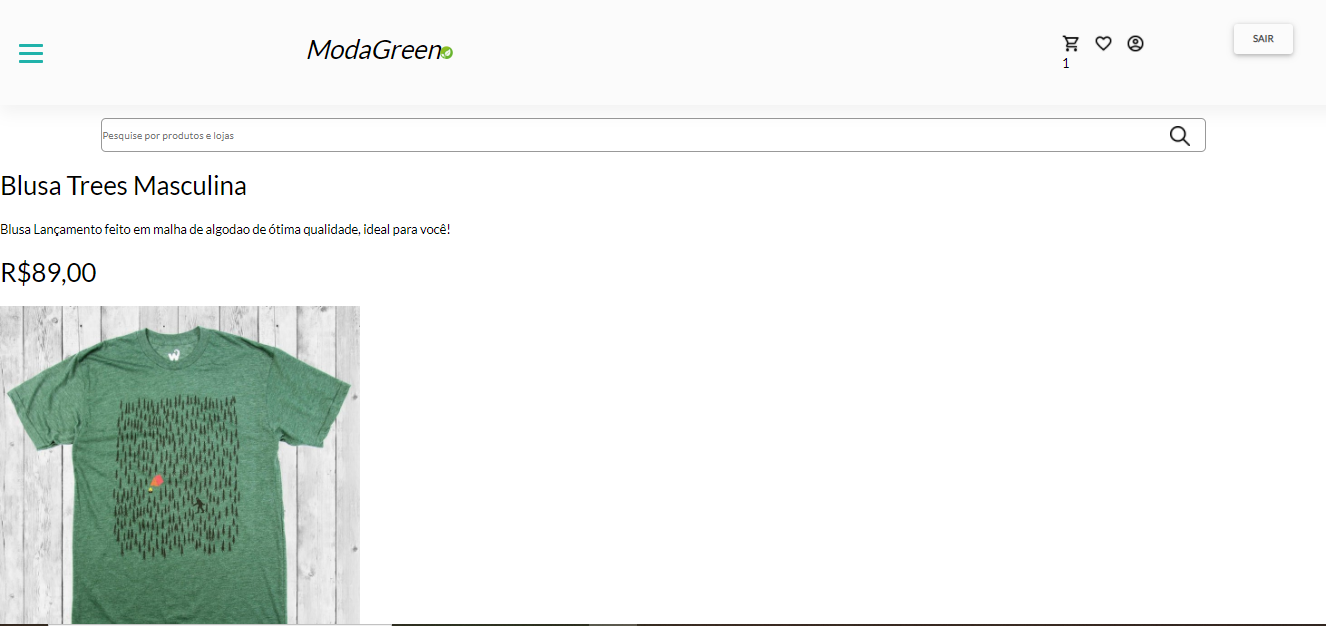 ModaGreen
1
SAIR
Pesquise por produtos e lojas
Blusa Trees Masculina
Blusa Lançamento feito em malha de algodao de ótima qualidade, ideal para você!
R$89,00